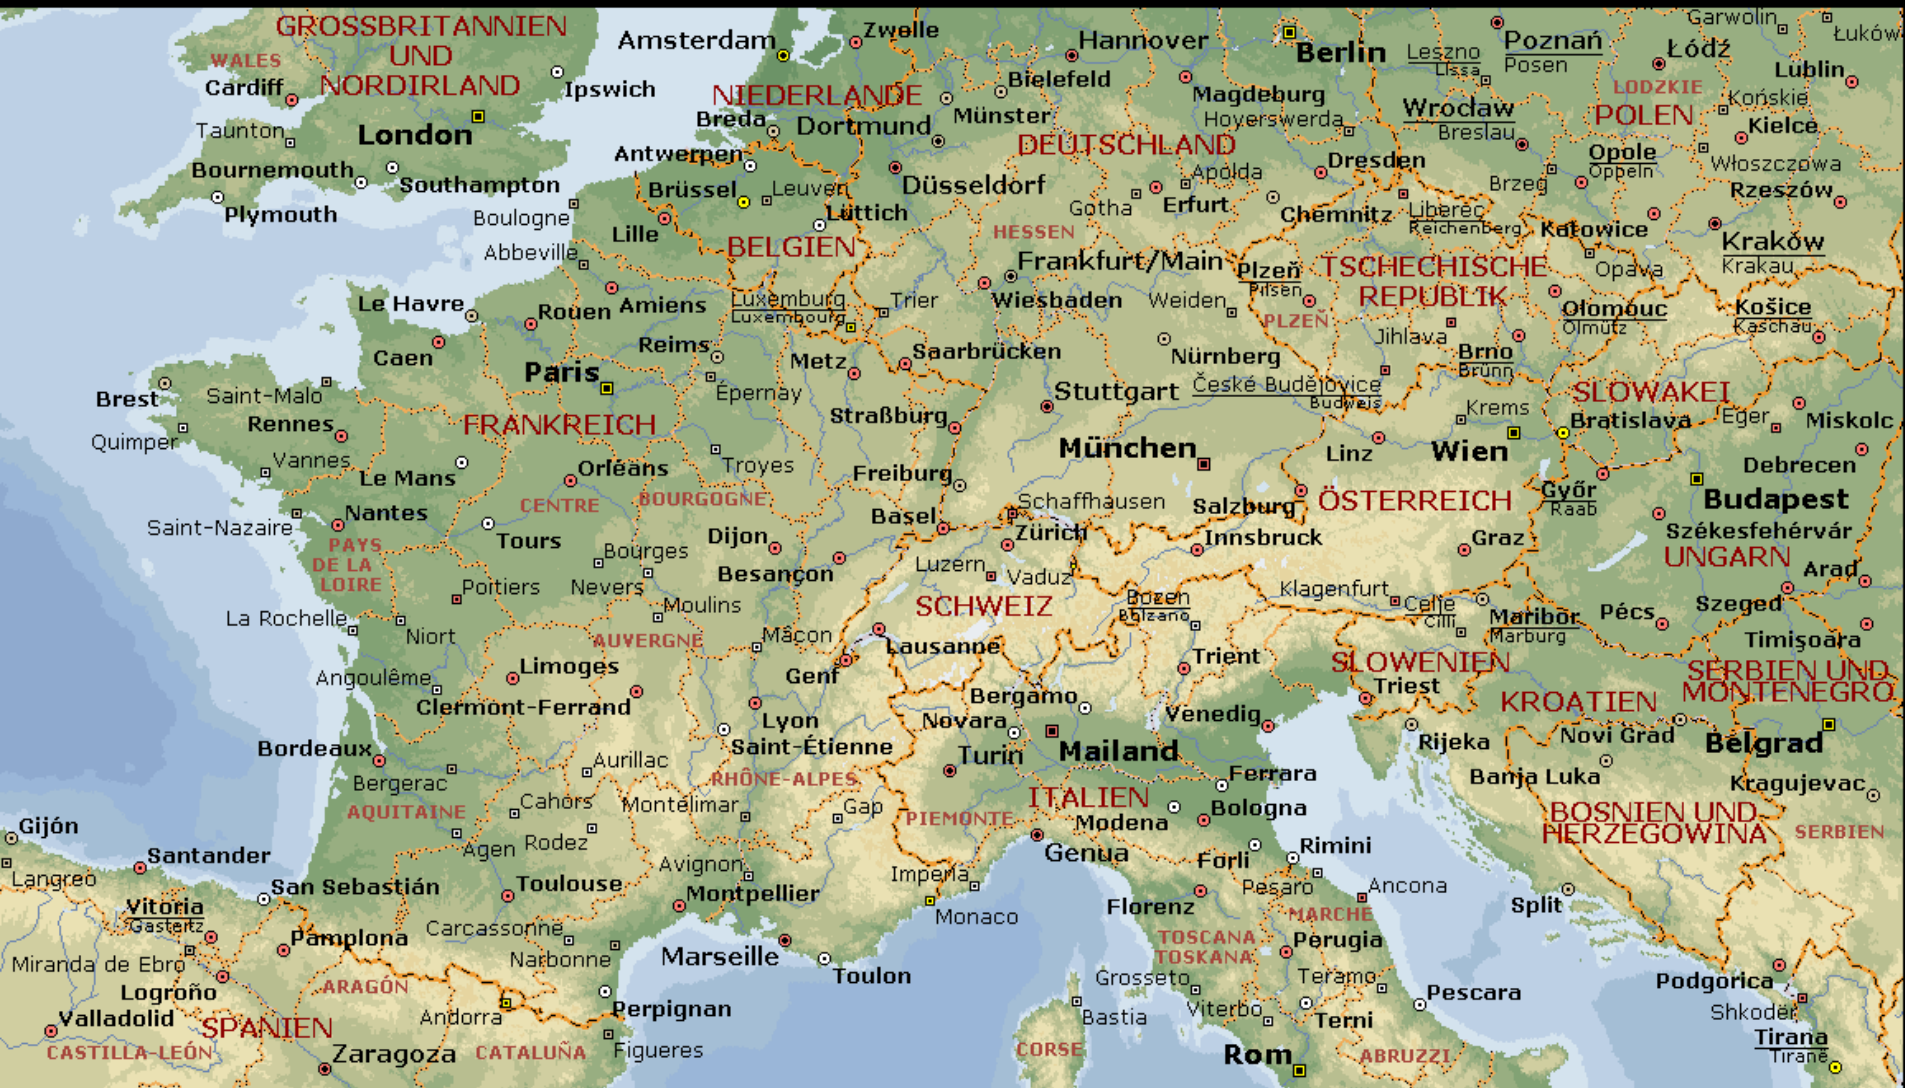 GROSSBRITANNIEN
UND
NORDIRLAND
WALES
Cardiff
Ipswich
Taunton
London
Bournemouth
Southampton
Plymouth
Amsterdam
Zwolle
Hannover
Berlin
Leszno
Lissa
Poznań
Posen
Łódź
Garwolin
Łuków
Lublin
NIEDERLANDE
Bielefeld
Magdeburg
Hoyerswerda
Wrocław
Breslau
LODZKIE
POLEN
Końskie
Kielce
Breda
Dortmund
Münster
DEUTSCHLAND
Antwerpen
Brüssel
Leuven
Düsseldorf
Lüttich
Apolda
Gotha
Erfurt
Dresden
Chemnitz
Liberec
Reichenberg
Brzeg
Opole
Oppeln
Włoszczowa
Rzeszów
Katowice
Kraków
Krakau
Boulogne
Lille
Abbeville
BELGIEN
HESSEN
Frankfurt/Main
Wiesbaden
Plzeň
Pilsen
PLZEŇ
TSCHECHISCHE
REPUBLIK
Opava
Olomouc
Olmütz
Košice
Kaschau
Le Havre
Rouen
Amiens
Luxemburg
Luxembourg
Trier
Weiden
Jihlava
Brno
Brünn
Caen
Reims
Metz
Saarbrücken
Nürnberg
Paris
Épernay
Stuttgart
České Budějovice
Budweis
Krems
SLOWAKEI
Bratislava
Eger
Miskolc
Brest
Saint-Malo
Rennes
Quimper
Vannes
Le Mans
FRANKREICH
Orléans
Troyes
Straßburg
Freiburg
München
Linz
Wien
Debrecen
Budapest
CENTRE
BOURGOGNE
Schaffhausen
Salzburg
ÖSTERREICH
Győr
Raab
Székesfehérvár
Saint-Nazaire
Nantes
PAYS
DE LA
LOIRE
Tours
Bourges
Dijon
Basel
Zürich
Innsbruck
Graz
UNGARN
Arad
Besançon
Luzern
Vaduz
Poitiers
Nevers
Moulins
SCHWEIZ
Bozen
Bolzano
Klagenfurt
Celje
Cilli
Maribor
Marburg
Pécs
Szeged
Timişoara
La Rochelle
Niort
AUVERGNE
Mâcon
Lausanne
Genf
Trient
SLOWENIEN
Triest
KROATIEN
SERBIEN UND
MONTENEGRO
Angoulême
Limoges
Clermont-Ferrand
Lyon
Saint-Étienne
Bergamo
Novara
Venedig
Rijeka
Novi Grad
Belgrad
Bordeaux
Bergerac
Aurillac
RHÔNE-ALPES
Turin
Mailand
Ferrara
Banja Luka
Kragujevac
AQUITAINE
Cahors
Montélimar
Gap
PIEMONTE
ITALIEN
Modena
Bologna
BOSNIEN UND
HERZEGOWINA
SERBIEN
Gijón
Langreo
Santander
San Sebastián
Agen
Rodez
Avignon
Genua
Forli
Rimini
Imperia
Pesaro
Ancona
Vitoria
Gasteitz
Toulouse
Montpellier
Monaco
Florenz
MARCHE
Split
Miranda de Ebro
Pamplona
Carcassonne
Narbonne
Marseille
Toulon
TOSCANA
TOSKANA
Perugia
Logroño
ARAGÓN
Grosseto
Teramo
Pescara
Podgorica
Valladolid
SPANIEN
Andorra
Perpignan
Bastia
Viterbo
Terni
Shkodër
Tirana
Tiranë
CASTILLA-LEÓN
Zaragoza
CATALUÑA
Figueres
CORSE
Rom
ABRUZZI